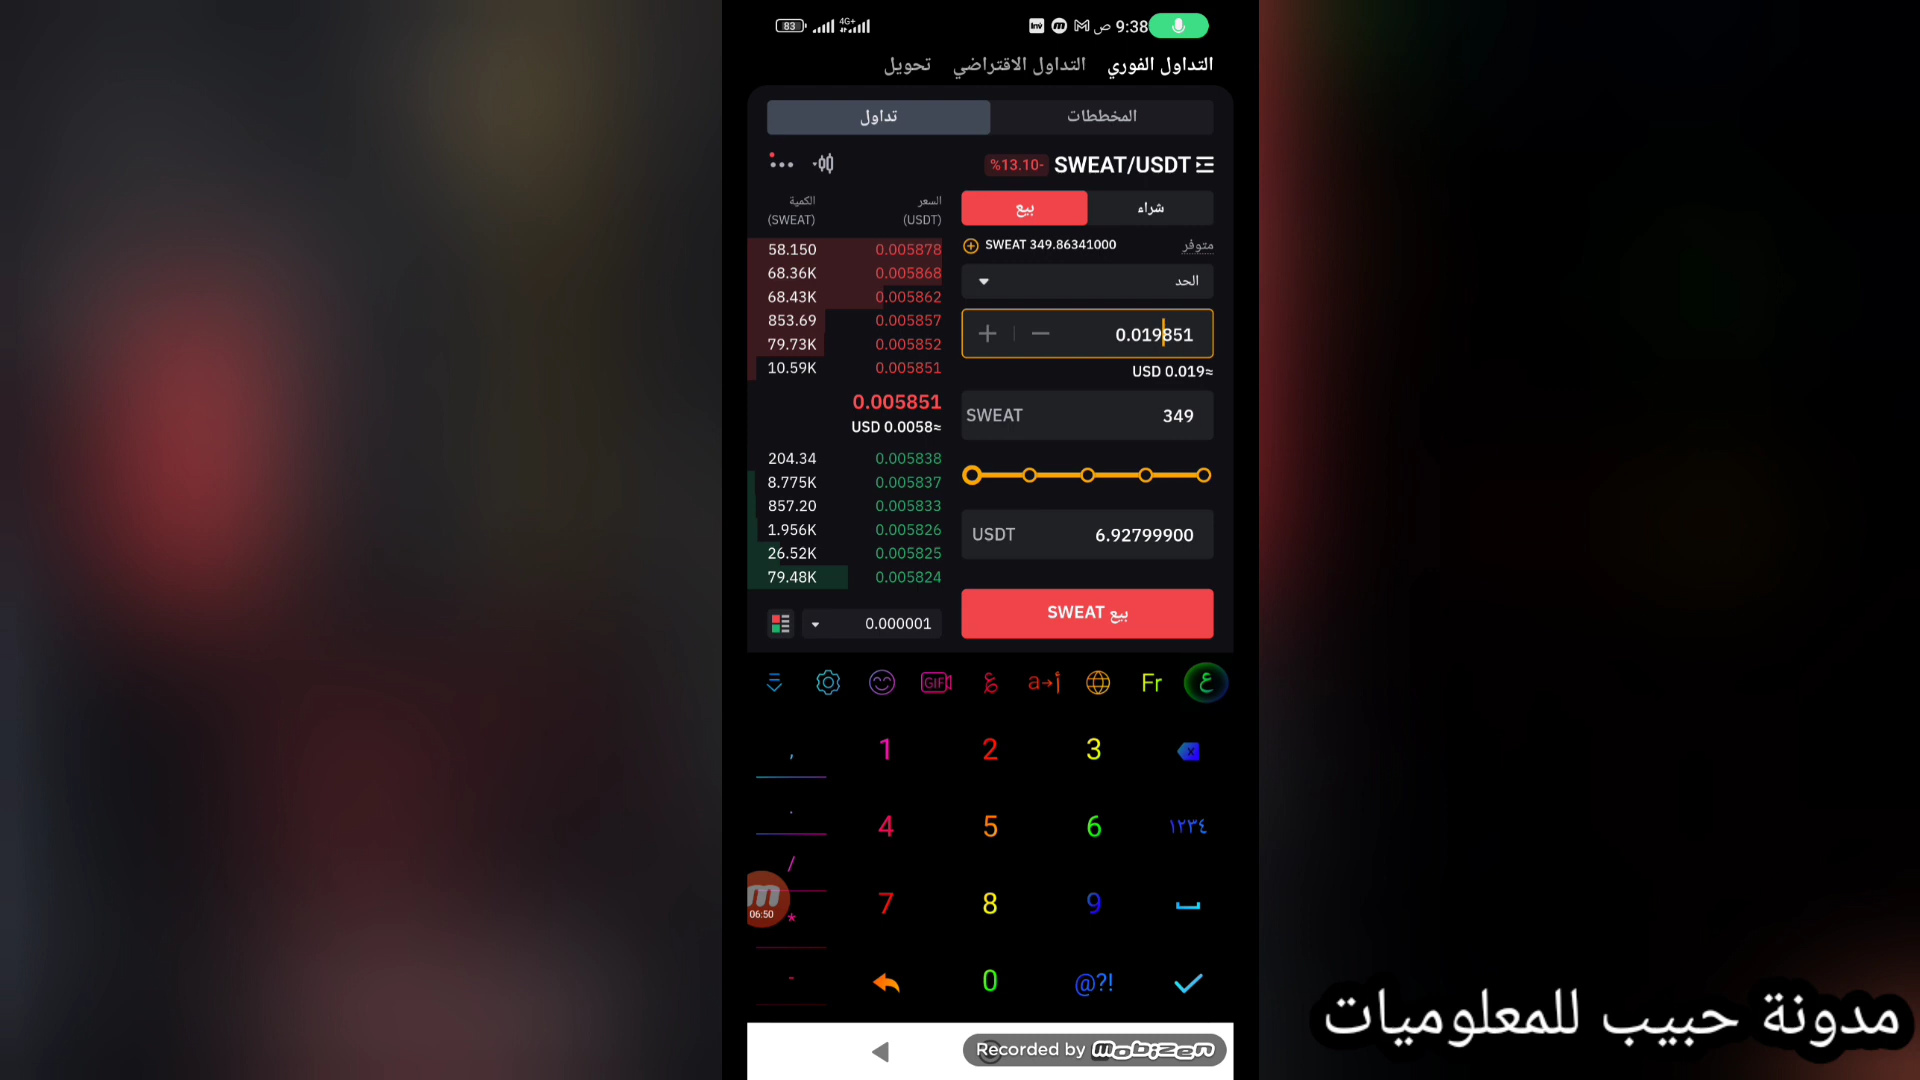 83 4G+ ص 9:38
التداول الفوري التداول الاقتراضي تحويل
المخططات تداول
SWEAT/USDT %13.10-
شراء بيع
متوفر SWEAT 349.86341000
الحد
0.019851
USD 0.019≈
SWEAT 349
USDT 6.92799900
بيع SWEAT
السعر الكمية
(USDT) (SWEAT)
0.005878 58.150
0.005868 68.36K
0.005862 68.43K
0.005857 853.69
0.005852 79.73K
0.005851 10.59K
0.005851
USD 0.0058≈
0.005838 204.34
0.005837 8.775K
0.005833 857.20
0.005826 1.956K
0.005825 26.52K
0.005824 79.48K
0.000001
GIF a→أ Fr ع
, 1 2 3
. 4 5 6 ١٢٣٤
/
7 8 9
*
06:50
- 0 @?!
Recorded by mobizen
مدونة حبيب للمعلوميات